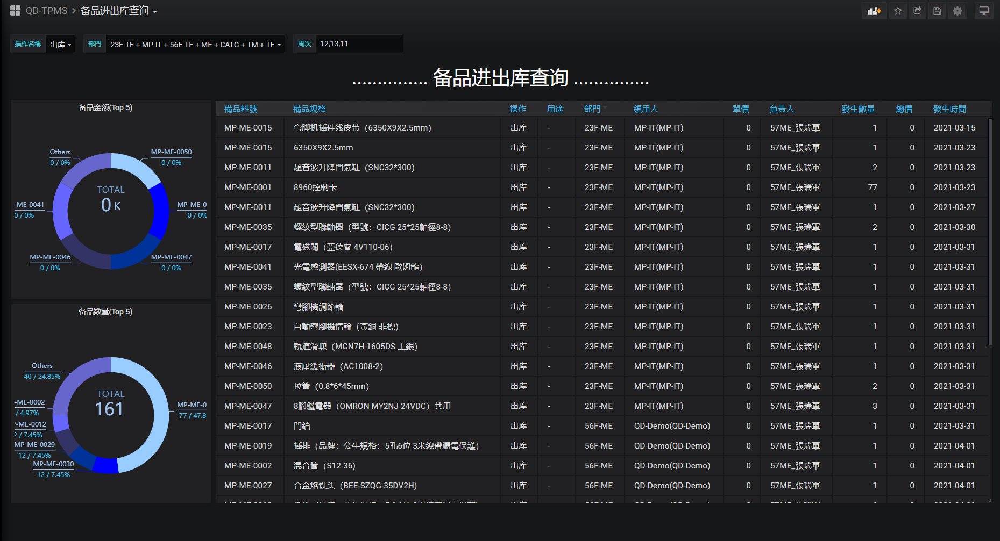 QD-TPMS > 备品进出库查询
操作名稱 出库 部門 23F-TE + MP-IT + 56F-TE + ME + CATG + TM + TE 周次 12,13,11
............... 备品进出库查询 ...............
备品金额(Top 5)
Others
0 / 0%
MP-ME-0050
0 / 0%
TOTAL
0 K
-ME-0041
0 / 0%
MP-ME-0
0 / 0%
MP-ME-0046
0 / 0%
MP-ME-0047
0 / 0%
备品数量(Top 5)
Others
40 / 24.85%
TOTAL
161
-ME-0002
/ 4.97%
MP-ME-0
77 / 47.8
-ME-0012
2 / 7.45%
MP-ME-0029
12 / 7.45%
MP-ME-0030
12 / 7.45%
備品料號 備品規格 操作 用途 部門 領用人 單價 負責人 發生數量 總價 發生時間
MP-ME-0015 弯脚机插件线皮带（6350X9X2.5mm） 出库 - 23F-ME MP-IT(MP-IT) 0 57ME_張瑞軍 1 0 2021-03-15
MP-ME-0015 6350X9X2.5mm 出库 - 23F-ME MP-IT(MP-IT) 0 57ME_張瑞軍 1 0 2021-03-23
MP-ME-0011 超音波升降門氣缸（SNC32*300） 出库 - 23F-ME MP-IT(MP-IT) 0 57ME_張瑞軍 2 0 2021-03-23
MP-ME-0001 8960控制卡 出库 - 23F-ME MP-IT(MP-IT) 0 57ME_張瑞軍 77 0 2021-03-23
MP-ME-0011 超音波升降門氣缸（SNC32*300） 出库 - 23F-ME MP-IT(MP-IT) 0 57ME_張瑞軍 1 0 2021-03-27
MP-ME-0035 螺紋型聯軸器（型號：CICG 25*25軸徑8-8） 出库 - 23F-ME MP-IT(MP-IT) 0 57ME_張瑞軍 2 0 2021-03-30
MP-ME-0017 電磁閥（亞德客 4V110-06） 出库 - 23F-ME MP-IT(MP-IT) 0 57ME_張瑞軍 1 0 2021-03-31
MP-ME-0041 光電感測器(EESX-674 帶線 歐姆龍） 出库 - 23F-ME MP-IT(MP-IT) 0 57ME_張瑞軍 1 0 2021-03-31
MP-ME-0035 螺紋型聯軸器（型號：CICG 25*25軸徑8-8） 出库 - 23F-ME MP-IT(MP-IT) 0 57ME_張瑞軍 1 0 2021-03-31
MP-ME-0026 彎腳機調節輪 出库 - 23F-ME MP-IT(MP-IT) 0 57ME_張瑞軍 1 0 2021-03-31
MP-ME-0023 自動彎腳機惰輪（黃銅 非標） 出库 - 23F-ME MP-IT(MP-IT) 0 57ME_張瑞軍 1 0 2021-03-31
MP-ME-0048 軌道滑塊（MGN7H 1605DS 上銀） 出库 - 23F-ME MP-IT(MP-IT) 0 57ME_張瑞軍 1 0 2021-03-31
MP-ME-0046 液壓緩衝器（AC1008-2） 出库 - 23F-ME MP-IT(MP-IT) 0 57ME_張瑞軍 1 0 2021-03-31
MP-ME-0050 拉簧（0.8*6*45mm） 出库 - 23F-ME MP-IT(MP-IT) 0 57ME_張瑞軍 2 0 2021-03-31
MP-ME-0047 8腳繼電器（OMRON MY2NJ 24VDC）共用 出库 - 23F-ME MP-IT(MP-IT) 0 57ME_張瑞軍 3 0 2021-03-31
MP-ME-0017 門鎖 出库 - 56F-ME QD-Demo(QD-Demo) 0 57ME_張瑞軍 1 0 2021-03-31
MP-ME-0019 插排（品牌：公牛規格：5孔6位 3米線帶漏電保護） 出库 - 56F-ME QD-Demo(QD-Demo) 0 57ME_張瑞軍 1 0 2021-04-01
MP-ME-0002 混合管（S12-36） 出库 - 56F-ME QD-Demo(QD-Demo) 0 57ME_張瑞軍 1 0 2021-04-01
MP-ME-0027 合金烙铁头（BEE-SZQG-35DV2H） 出库 - 56F-ME QD-Demo(QD-Demo) 0 57ME_張瑞軍 1 0 2021-04-01